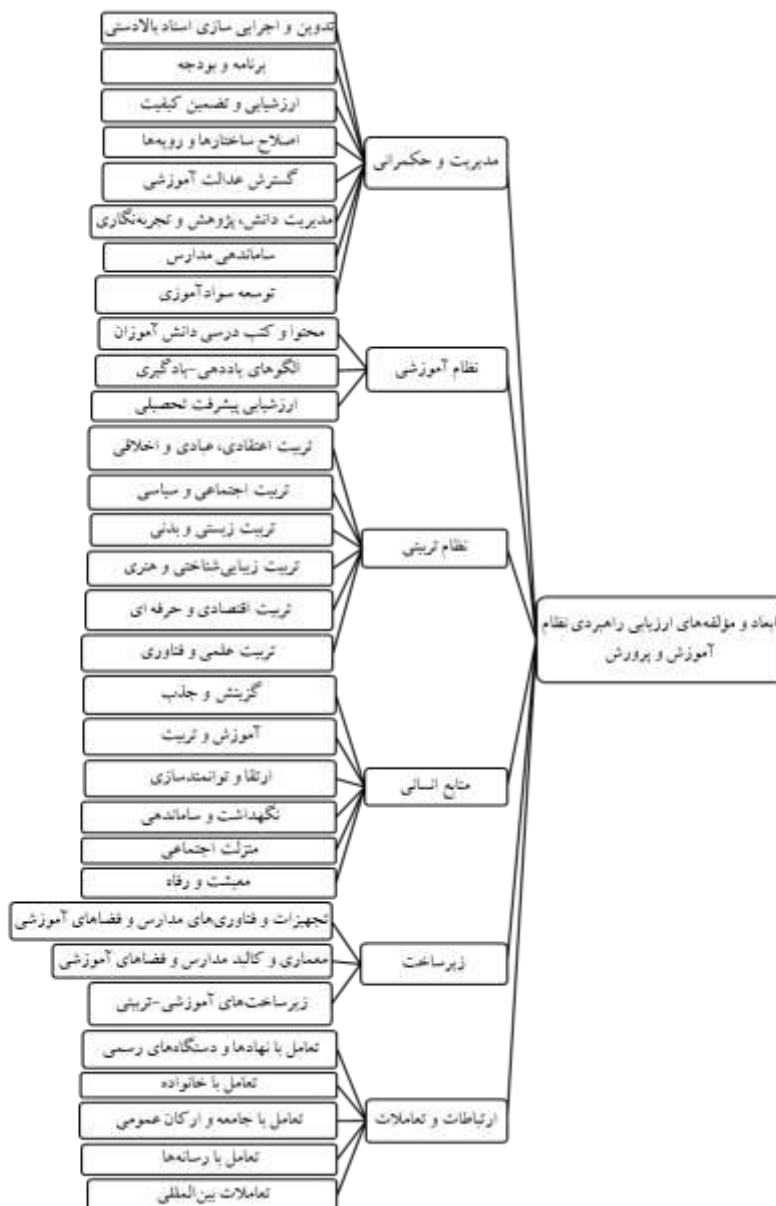 ابعاد و مؤلفه‌های ارزیابی راهبردی نظام
آموزش و پرورش
مدیریت و حکمرانی
تدوین و اجرایی سازی اسناد بالادستی
برنامه و بودجه
ارزشیابی و تضمین کیفیت
اصلاح ساختارها و رویه‌ها
گسترش عدالت آموزشی
مدیریت دانش، پژوهش و تجربه‌نگاری
ساماندهی مدارس
توسعه سوادآموزی
نظام آموزشی
محتوا و کتب درسی دانش آموزان
الگوهای یاددهی-یادگیری
ارزشیابی پیشرفت تحصیلی
نظام تربیتی
تربیت اعتقادی، عبادی و اخلاقی
تربیت اجتماعی و سیاسی
تربیت زیستی و بدنی
تربیت زیبایی‌شناختی و هنری
تربیت اقتصادی و حرفه ای
تربیت علمی و فناوری
منابع انسانی
گزینش و جذب
آموزش و تربیت
ارتقا و توانمندسازی
نگهداشت و ساماندهی
منزلت اجتماعی
معیشت و رفاه
زیرساخت
تجهیزات و فناوری‌های مدارس و فضاهای آموزشی
معماری و کالبد مدارس و فضاهای آموزشی
زیرساخت‌های آموزشی-تربیتی
ارتباطات و تعاملات
تعامل با نهادها و دستگاه‌های رسمی
تعامل با خانواده
تعامل با جامعه و ارکان عمومی
تعامل با رسانه‌ها
تعاملات بین‌المللی